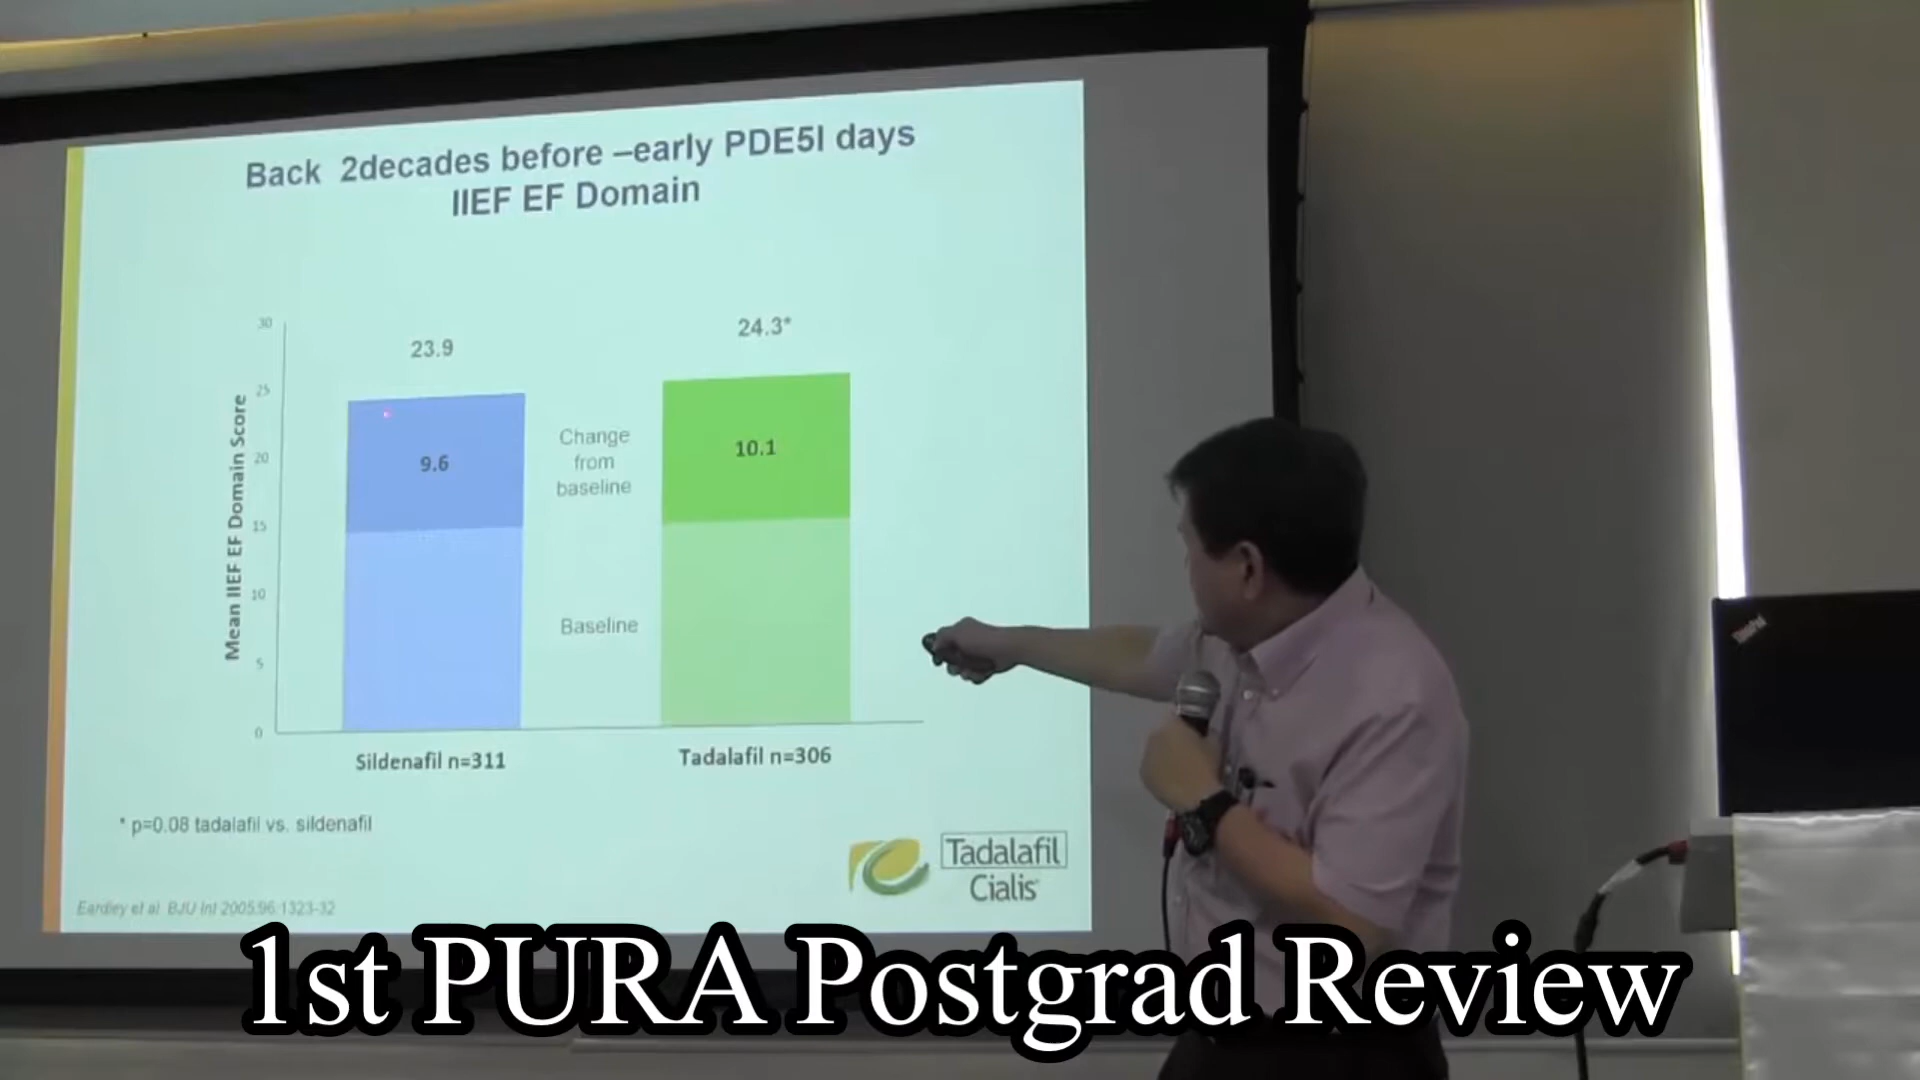 Back 2decades before –early PDE5I days
IIEF EF Domain
Mean IIEF EF Domain Score
30
25
20
15
10
5
0
23.9
24.3*
9.6
Change
from
baseline
10.1
Baseline
Sildenafil n=311
Tadalafil n=306
* p=0.08 tadalafil vs. sildenafil
Tadalafil
Cialis
Eardley et al BJU Int 2005;96:1323-32
ThinkPad
1st PURA Postgrad Review